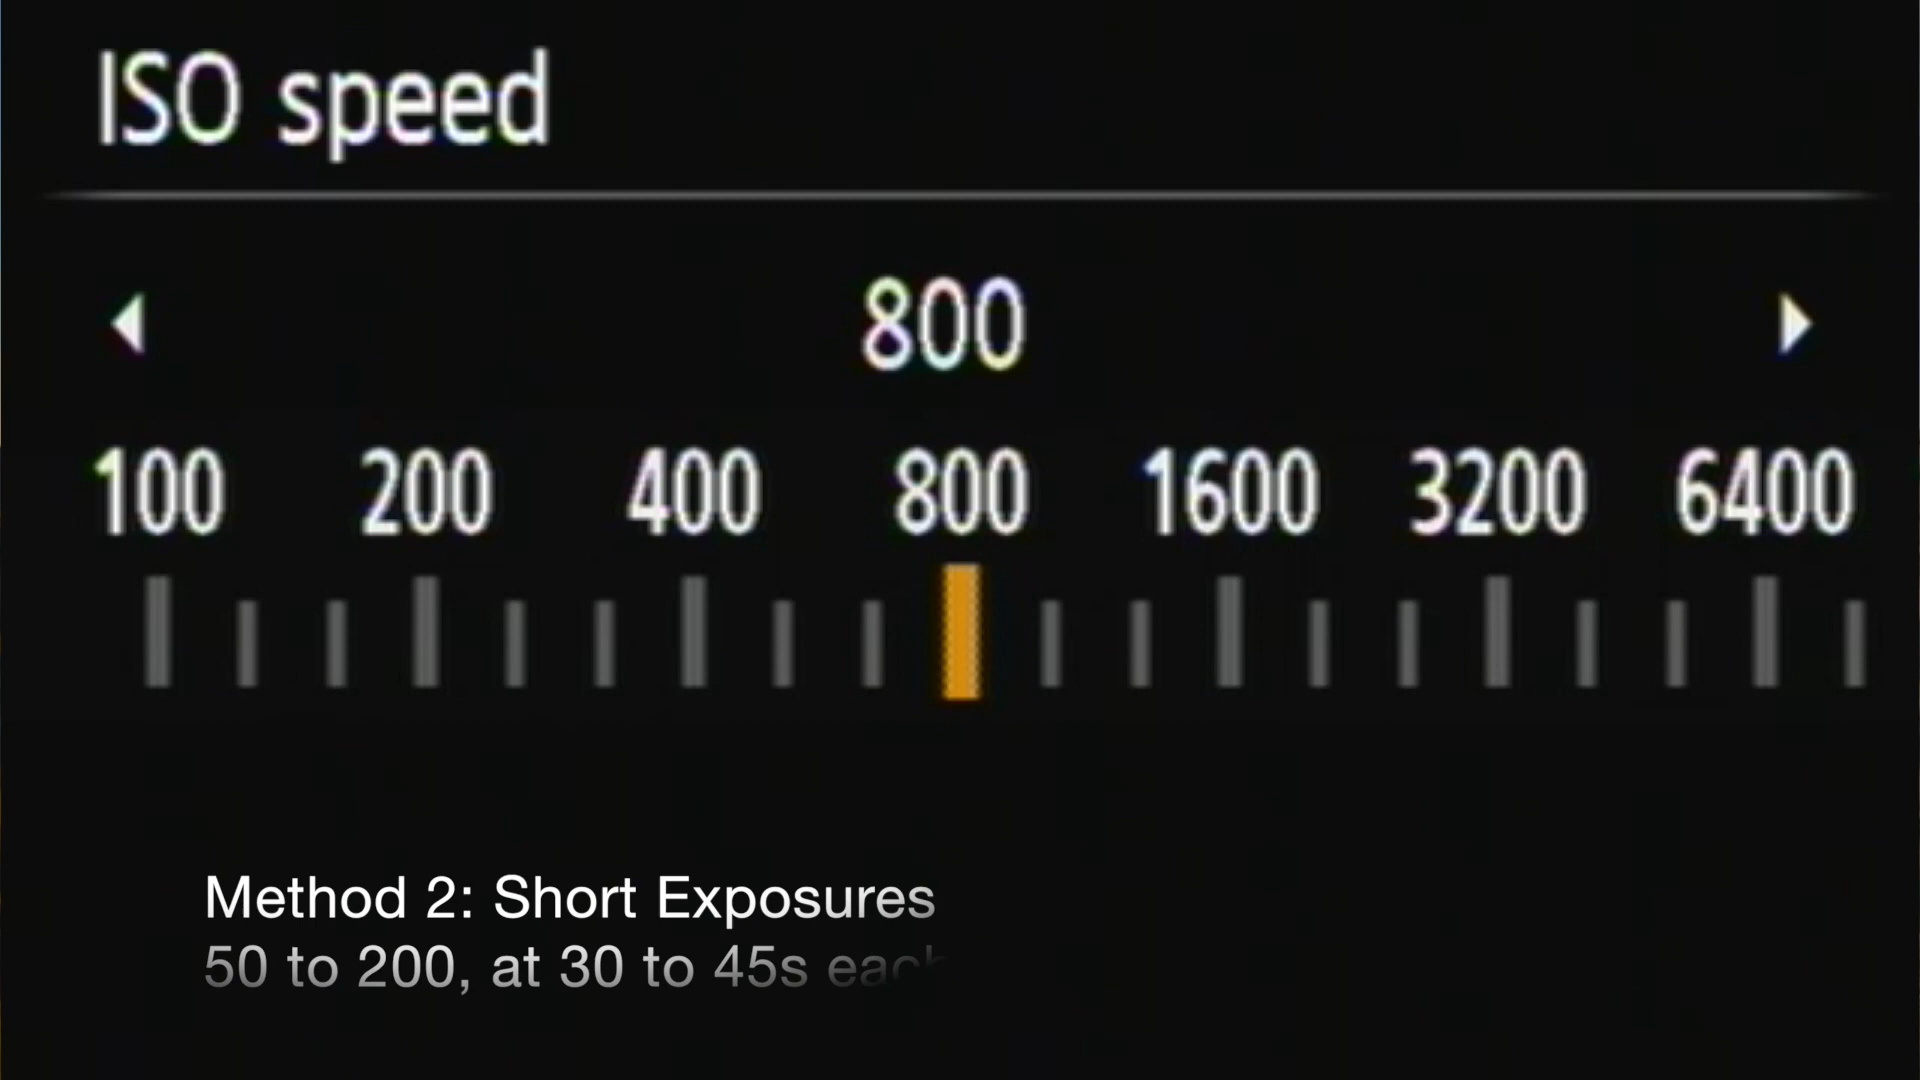 ISO speed
800
100 200 400 800 1600 3200 6400
Method 2: Short Exposures
50 to 200, at 30 to 45s each